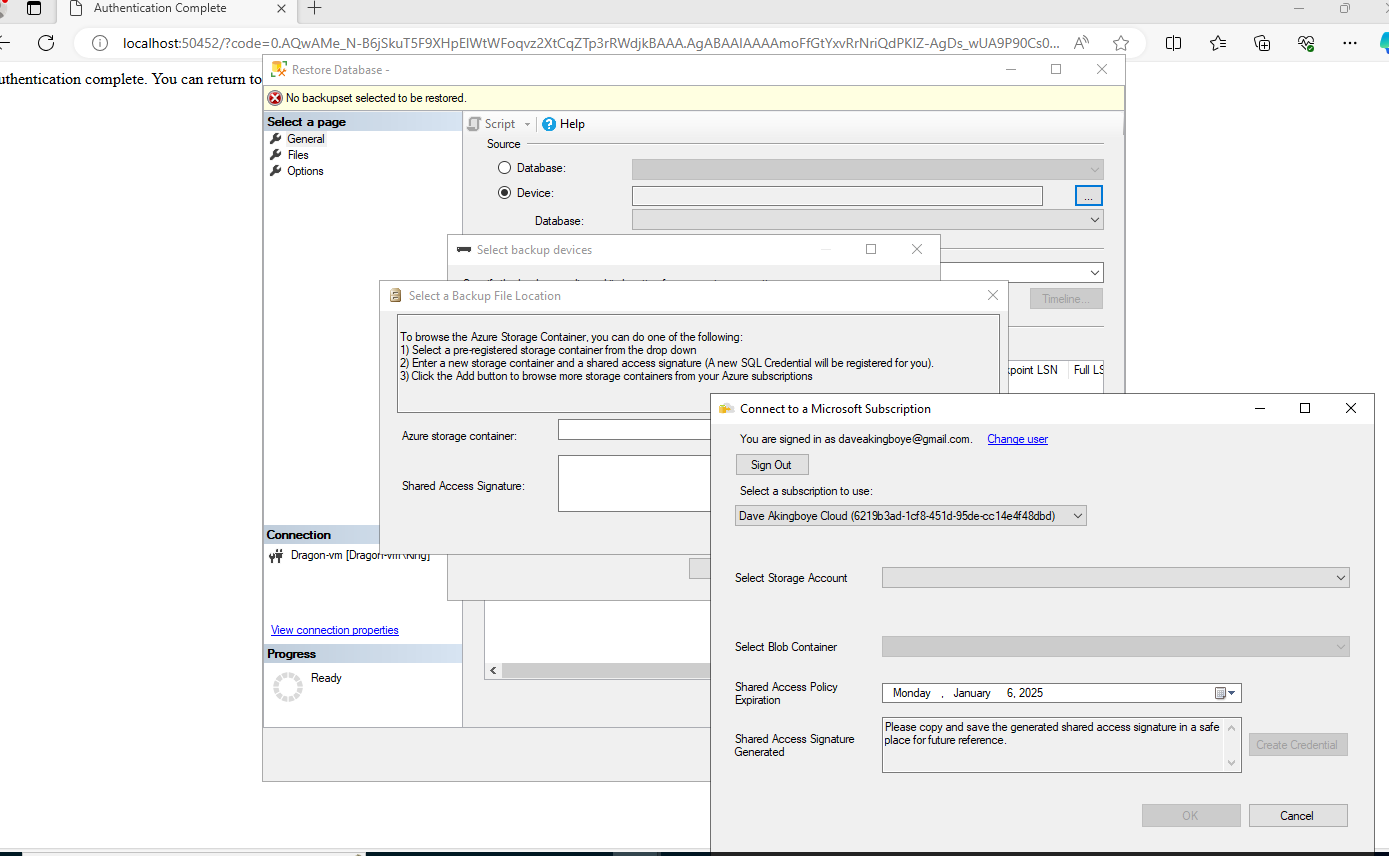 Authentication Complete
localhost:50452/?code=0.AQwAMe_N-B6jSkuT5F9XHpElWtWFoqvz2XtCqZTp3rRWdjkBAAA.AgABAAIAAAAmoFfGtYxvRrNriQdPKIZ-AgDs_wUA9P90Cs0...
uthentication complete. You can return to
Restore Database -
No backupset selected to be restored.
Select a page
General
Files
Options
Script
Help
Source
Database:
Device:
...
Database:
Select backup devices
Timeline...
Select a Backup File Location
To browse the Azure Storage Container, you can do one of the following:
1) Select a pre-registered storage container from the drop down
2) Enter a new storage container and a shared access signature (A new SQL Credential will be registered for you).
3) Click the Add button to browse more storage containers from your Azure subscriptions
point LSN
Full LS
Azure storage container:
Shared Access Signature:
Connection
Dragon-vm [Dragon-vm\King]
View connection properties
Progress
Ready
Connect to a Microsoft Subscription
You are signed in as daveakingboye@gmail.com.
Change user
Sign Out
Select a subscription to use:
Dave Akingboye Cloud (6219b3ad-1cf8-451d-95de-cc14e4f48dbd)
Select Storage Account
Select Blob Container
Shared Access Policy
Expiration
Monday , January 6, 2025
Shared Access Signature
Generated
Please copy and save the generated shared access signature in a safe
place for future reference.
Create Credential
OK
Cancel